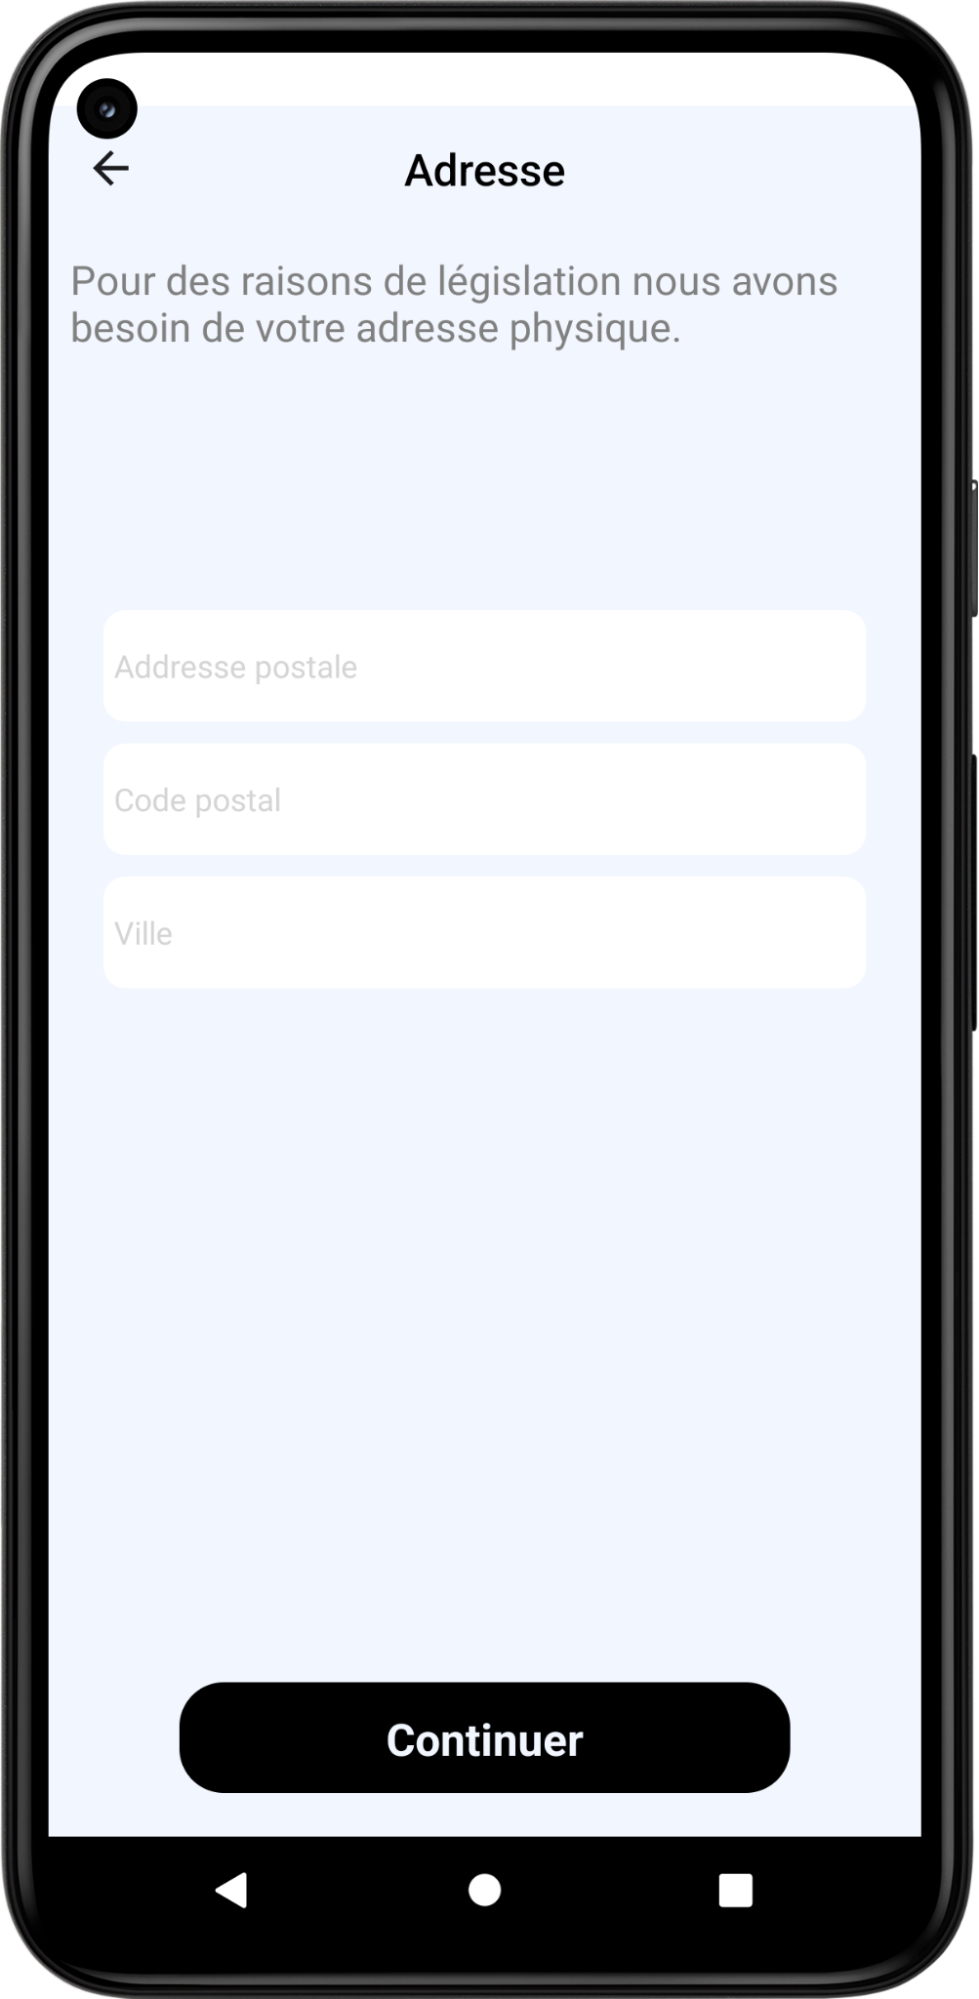 Adresse
Pour des raisons de législation nous avons
besoin de votre adresse physique.
Addresse postale
Code postal
Ville
Continuer